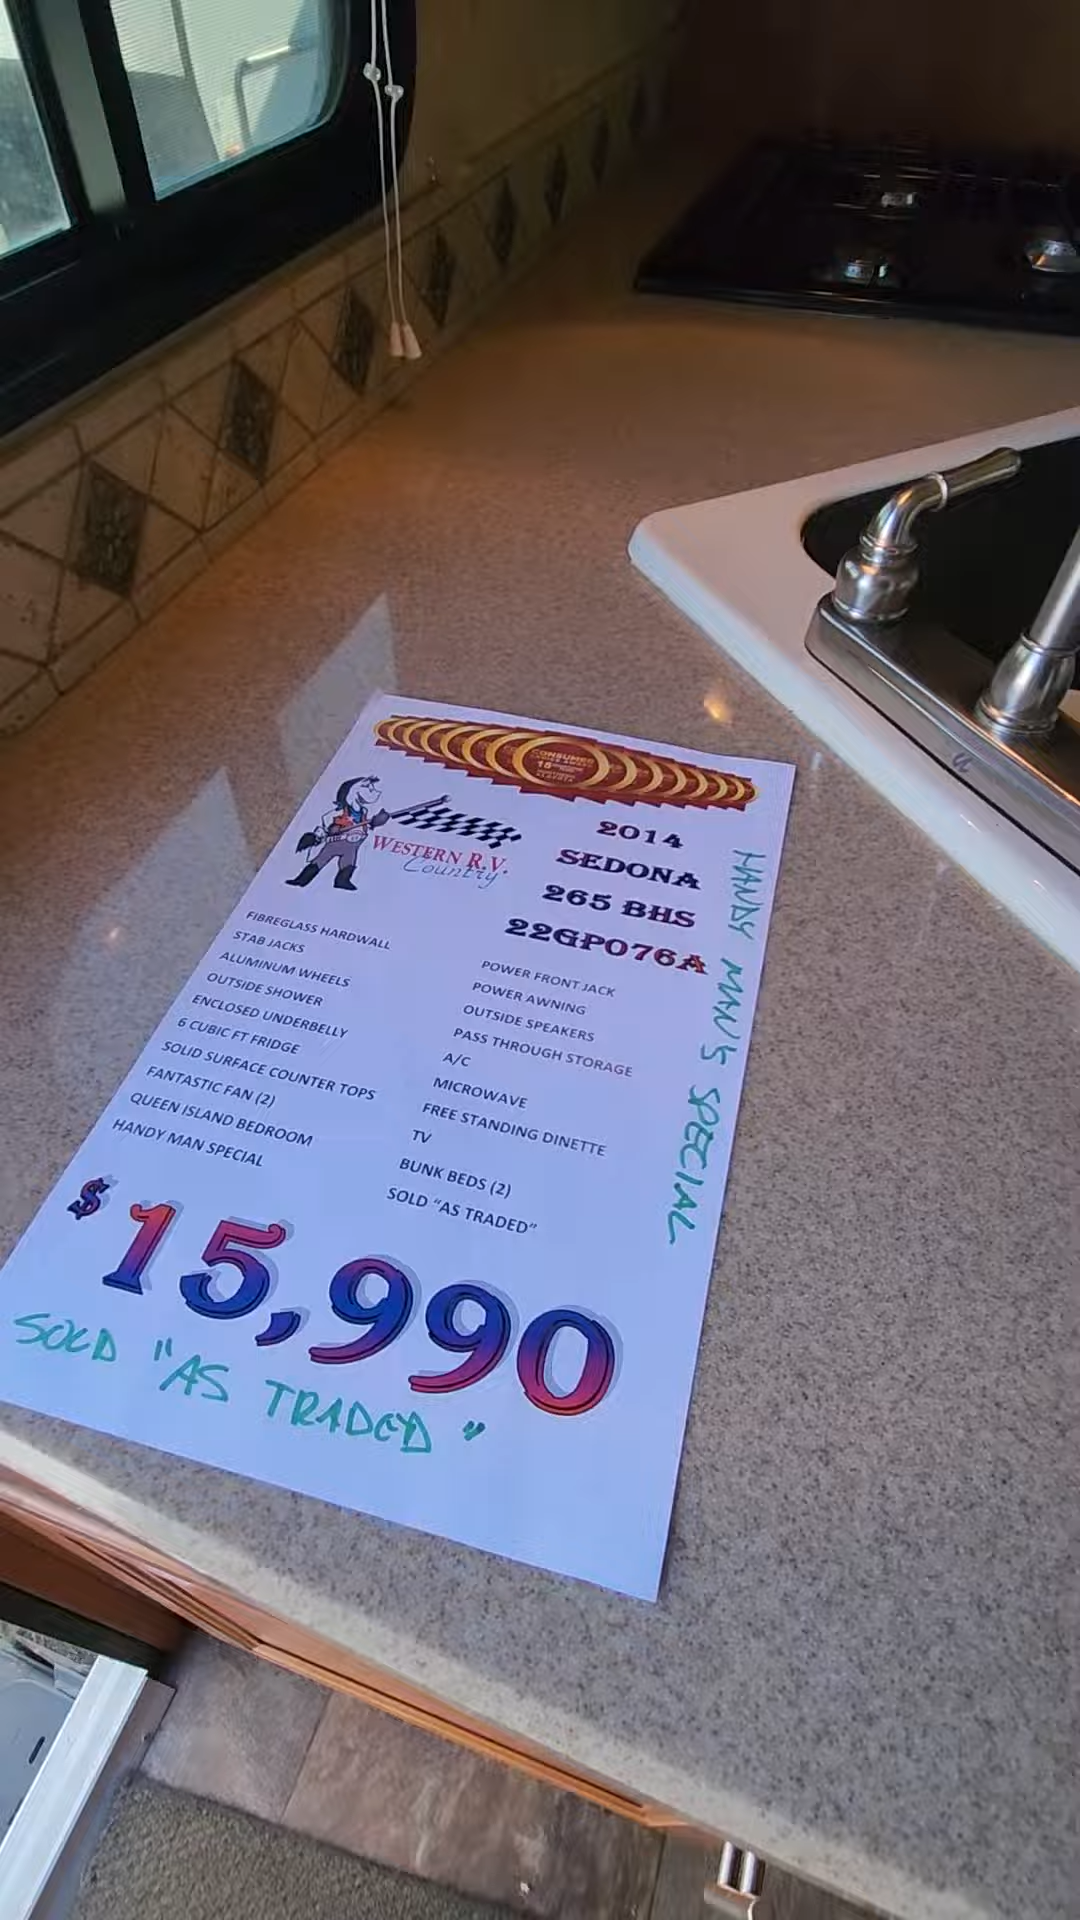 CONSUMER
WESTERN R.V.
Country
2014
SEDONA
265 BHS
22GP076A
HANDY MAN'S SPECIAL
FIBREGLASS HARDWALL
STAB JACKS
ALUMINUM WHEELS
OUTSIDE SHOWER
ENCLOSED UNDERBELLY
6 CUBIC FT FRIDGE
SOLID SURFACE COUNTER TOPS
FANTASTIC FAN (2)
QUEEN ISLAND BEDROOM
HANDY MAN SPECIAL
POWER FRONT JACK
POWER AWNING
OUTSIDE SPEAKERS
PASS THROUGH STORAGE
A/C
MICROWAVE
FREE STANDING DINETTE
TV
BUNK BEDS (2)
SOLD "AS TRADED"
$15,990
SOLD "AS TRADED"